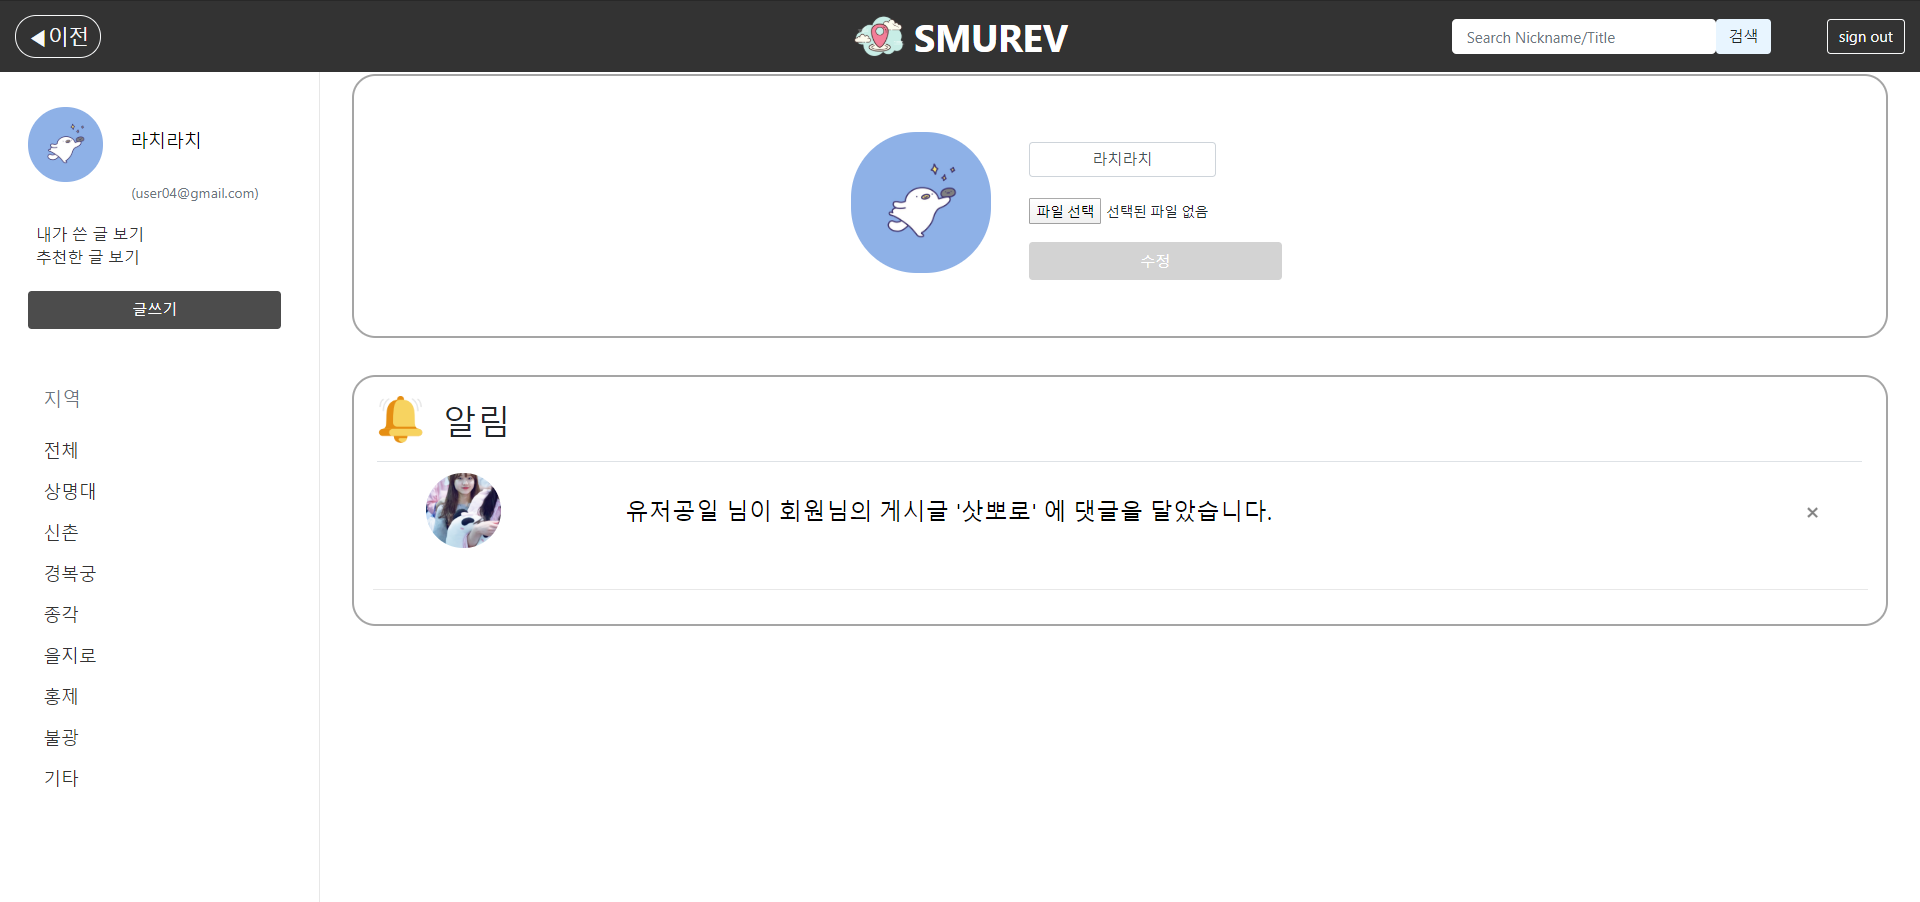 ◀이전
SMUREV
Search Nickname/Title
검색
sign out
라치라치
(user04@gmail.com)
내가 쓴 글 보기
추천한 글 보기
글쓰기
지역
전체
상명대
신촌
경복궁
종각
을지로
홍제
불광
기타
라치라치
파일 선택 선택된 파일 없음
수정
알림
유저공일 님이 회원님의 게시글 '삿뽀로' 에 댓글을 달았습니다.
×